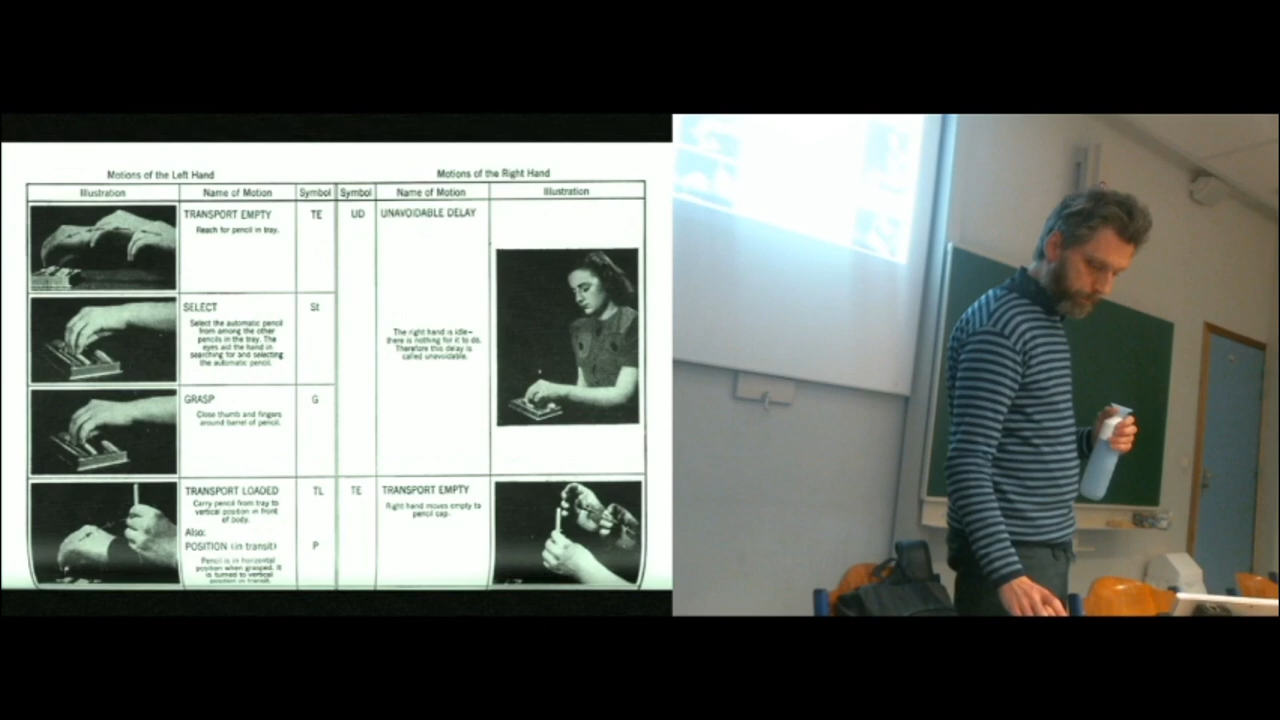 Motions of the Left Hand
Motions of the Right Hand
Illustration
Name of Motion
Symbol
Symbol
Name of Motion
Illustration
TRANSPORT EMPTY
Reach for pencil in tray.
TE
UD
UNAVOIDABLE DELAY
The right hand is idle—
there is nothing for it to do.
Therefore this delay is
called unavoidable.
SELECT
Select the automatic pencil
from among the other
pencils in the tray. The
eyes aid the hand in
searching for and selecting
the automatic pencil.
St
GRASP
Close thumb and fingers
around barrel of pencil.
G
TRANSPORT LOADED
Carry pencil from tray to
vertical position in front
of body.
TL
TE
TRANSPORT EMPTY
Right hand moves empty to
pencil cap.
Also:
POSITION (in transit)
P
Pencil is in horizontal
position when grasped. It
is turned to vertical
position in transit.